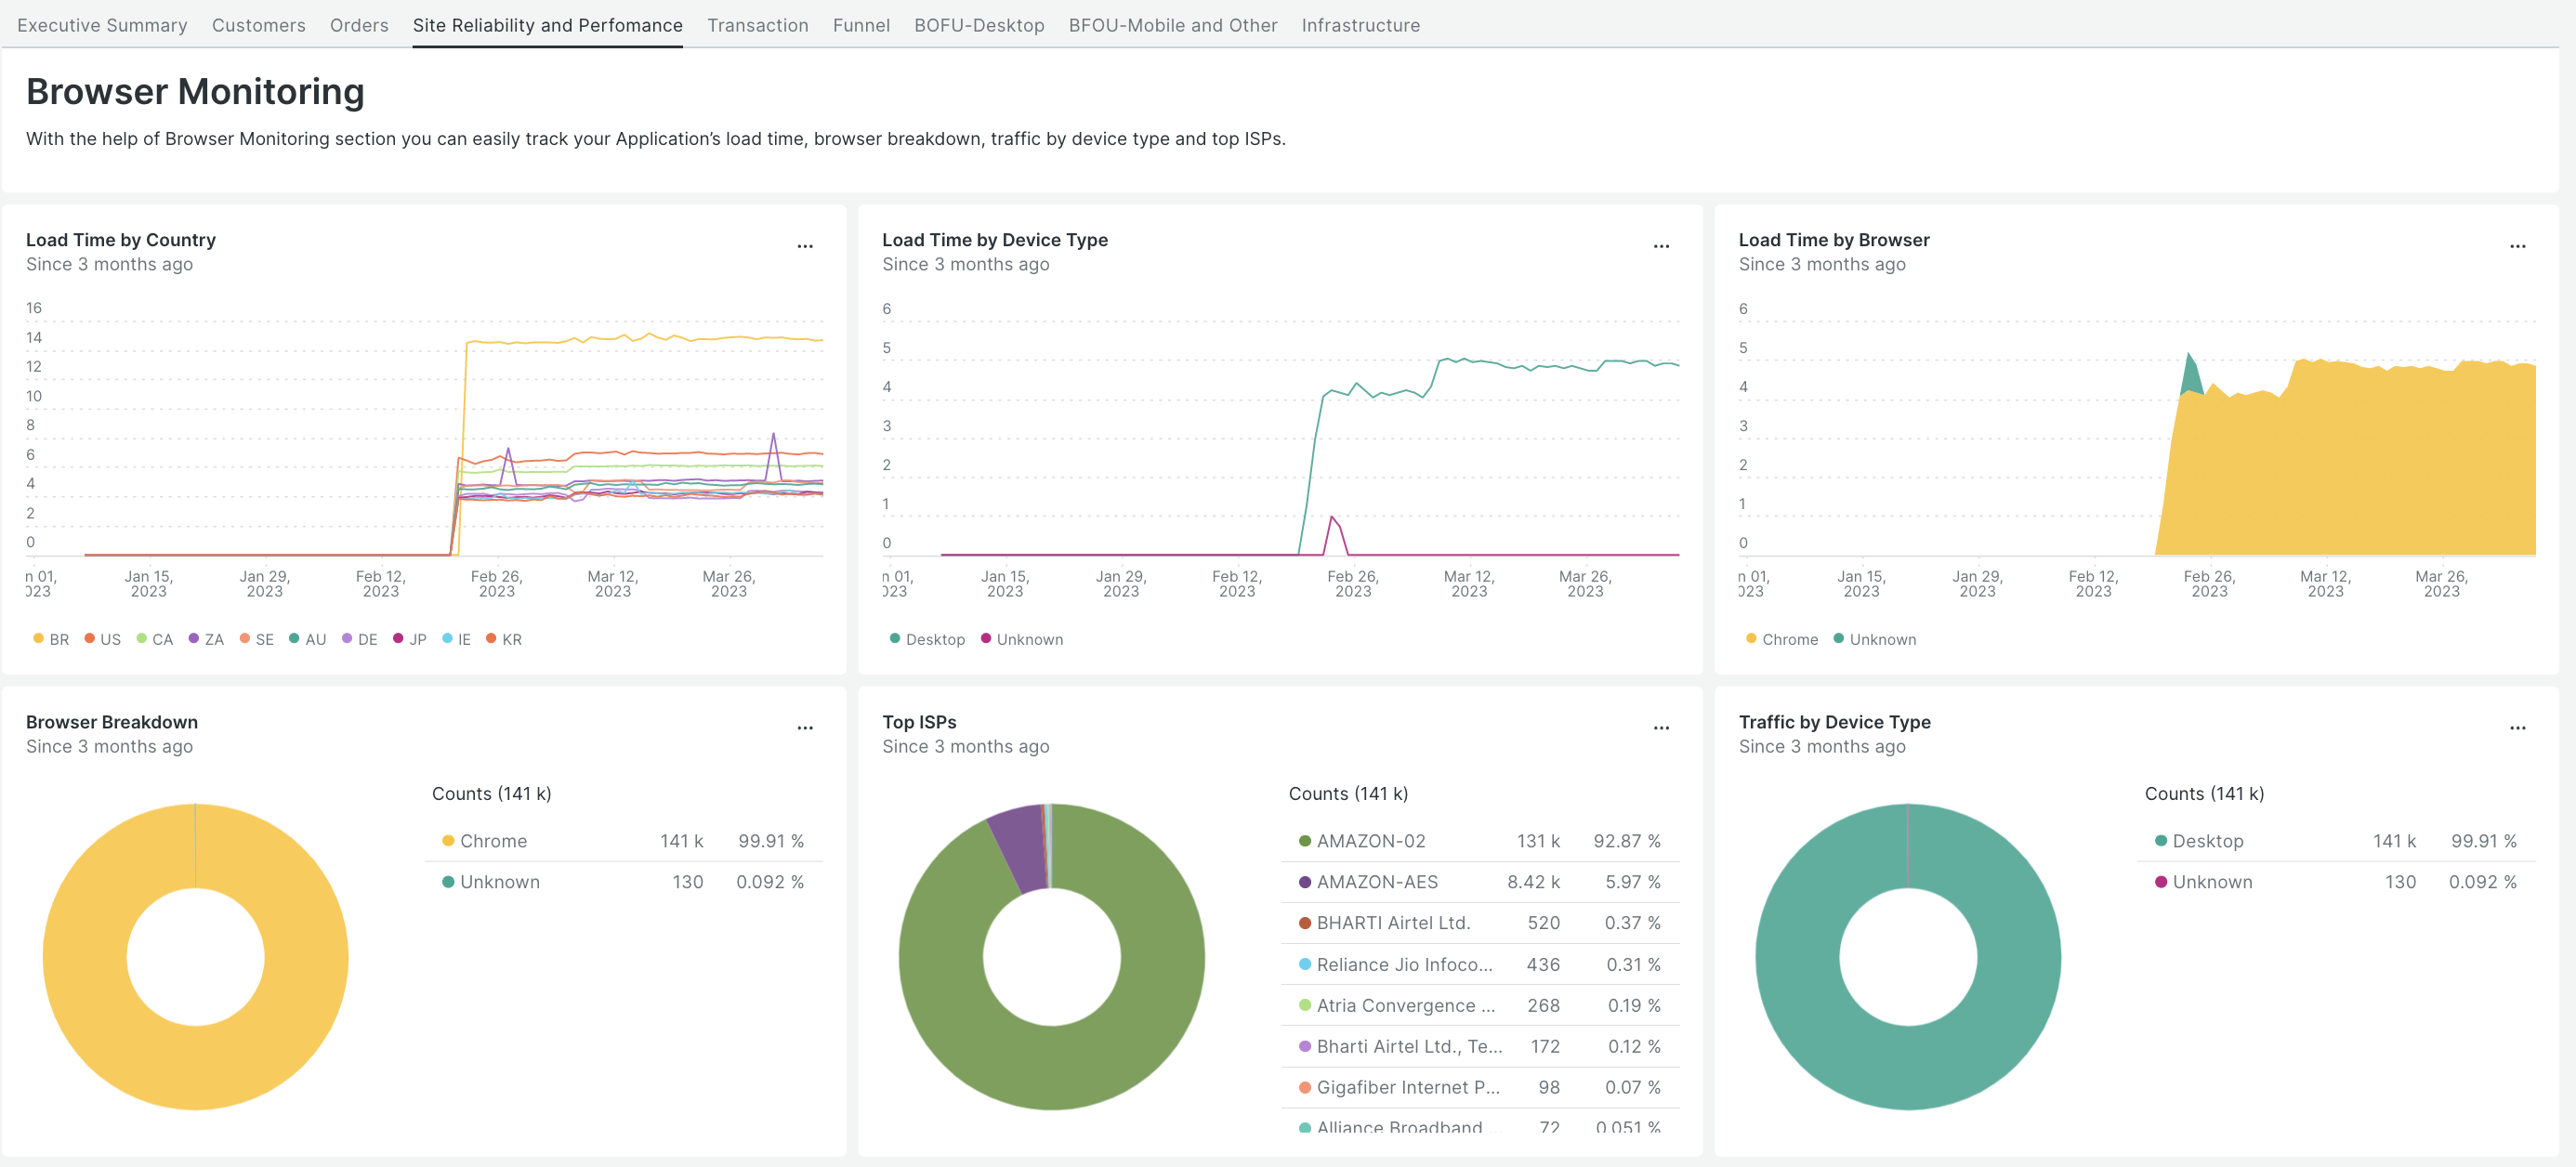 Executive Summary Customers Orders Site Reliability and Perfomance Transaction Funnel BOFU-Desktop BFOU-Mobile and Other Infrastructure
Browser Monitoring
With the help of Browser Monitoring section you can easily track your Application's load time, browser breakdown, traffic by device type and top ISPs.
Load Time by Country
...
Since 3 months ago
16
14
12
10
8
6
4
2
0
n 01, Jan 15, Jan 29, Feb 12, Feb 26, Mar 12, Mar 26,
023 2023 2023 2023 2023 2023 2023
BR US CA ZA SE AU DE JP IE KR
Load Time by Device Type
...
Since 3 months ago
6
5
4
3
2
1
0
n 01, Jan 15, Jan 29, Feb 12, Feb 26, Mar 12, Mar 26,
023 2023 2023 2023 2023 2023 2023
Desktop Unknown
Load Time by Browser
...
Since 3 months ago
6
5
4
3
2
1
0
n 01, Jan 15, Jan 29, Feb 12, Feb 26, Mar 12, Mar 26,
023 2023 2023 2023 2023 2023 2023
Chrome Unknown
Browser Breakdown
...
Since 3 months ago
Counts (141 k)
Chrome 141 k 99.91 %
Unknown 130 0.092 %
Top ISPs
...
Since 3 months ago
Counts (141 k)
AMAZON-02 131 k 92.87 %
AMAZON-AES 8.42 k 5.97 %
BHARTI Airtel Ltd. 520 0.37 %
Reliance Jio Infoco... 436 0.31 %
Atria Convergence ... 268 0.19 %
Bharti Airtel Ltd., Te... 172 0.12 %
Gigafiber Internet P... 98 0.07 %
Alliance Broadband ... 72 0.051 %
Traffic by Device Type
...
Since 3 months ago
Counts (141 k)
Desktop 141 k 99.91 %
Unknown 130 0.092 %